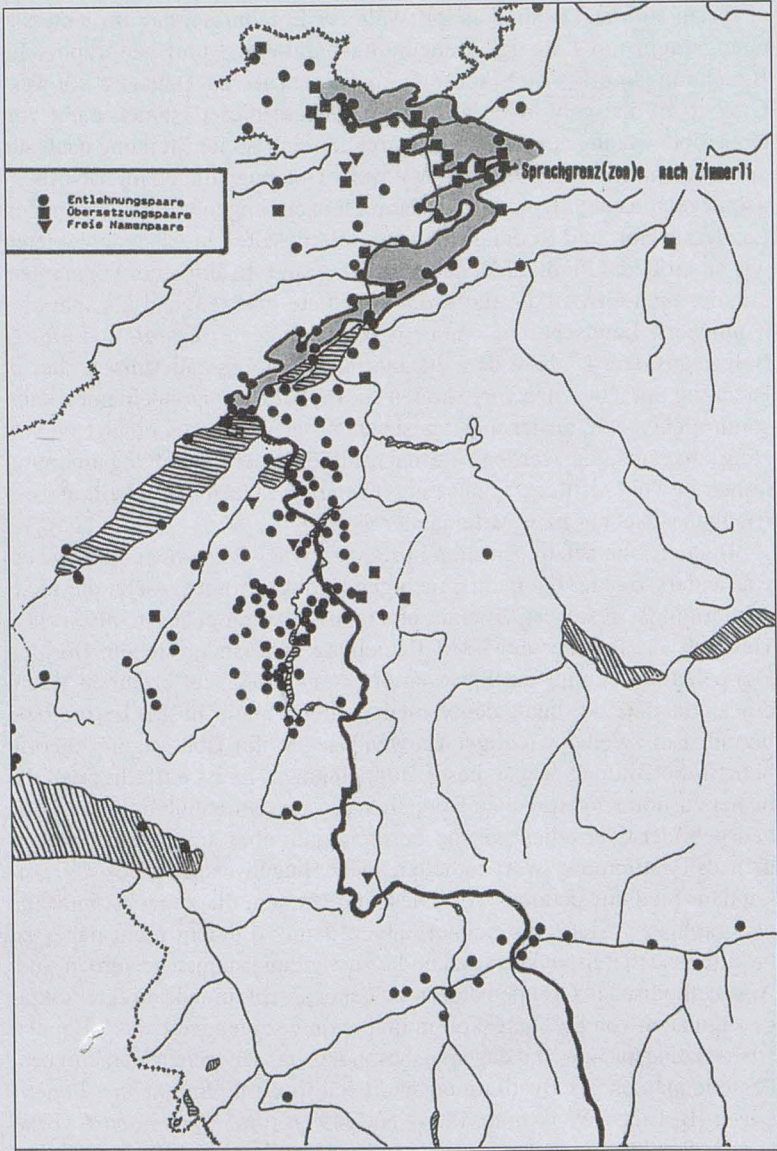 Sprachgrenz(zon)e nach Zimmerli
Entlehnungspaare
Übersetzungspaare
Freie Namenpaare